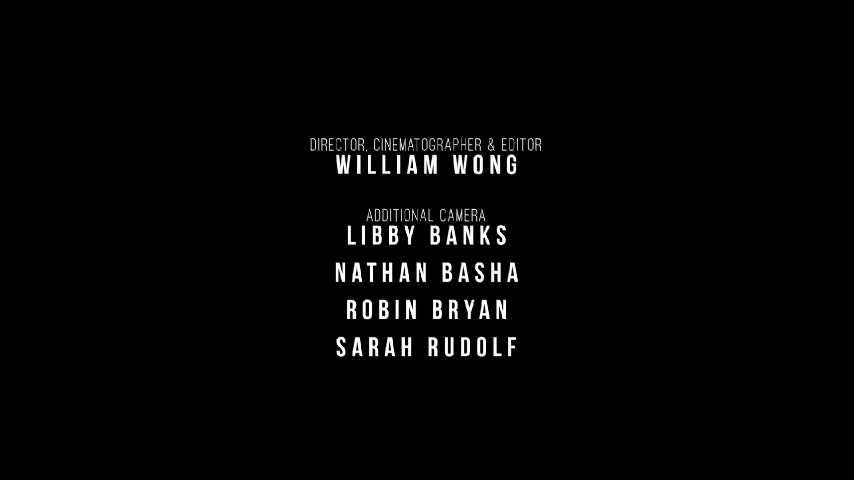 DIRECTOR, CINEMATOGRAPHER & EDITOR
WILLIAM WONG
ADDITIONAL CAMERA
LIBBY BANKS
NATHAN BASHA
ROBIN BRYAN
SARAH RUDOLF